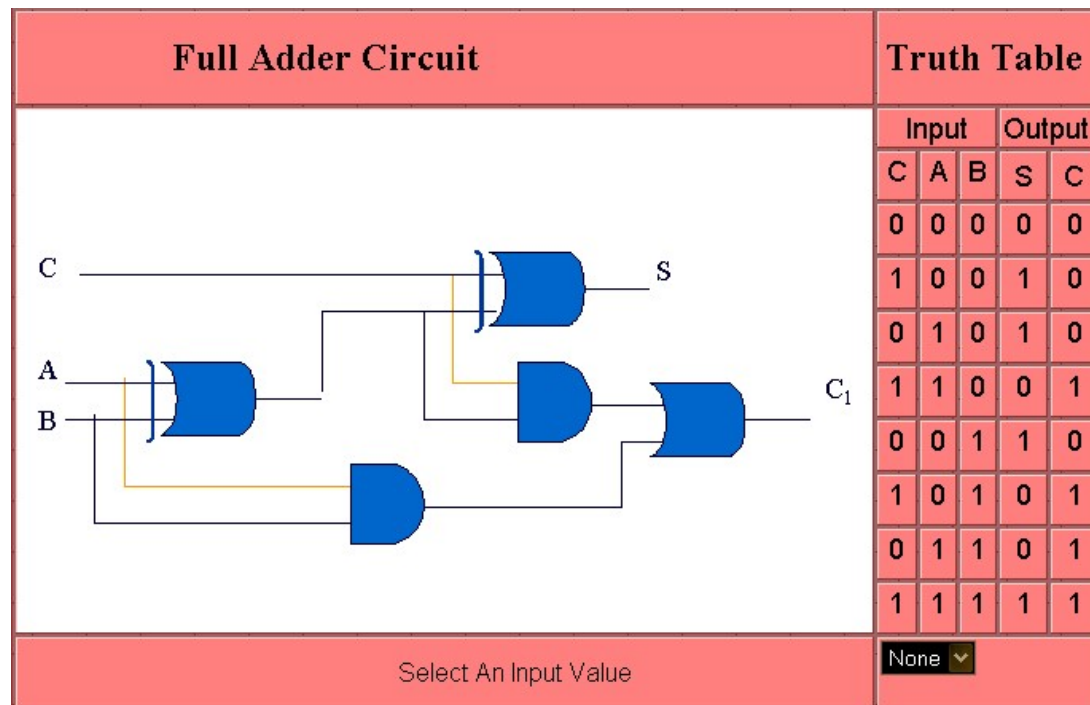 Full Adder Circuit
Truth Table
Input Output
C A B S C
0 0 0 0 0
1 0 0 1 0
0 1 0 1 0
1 1 0 0 1
0 0 1 1 0
1 0 1 0 1
0 1 1 0 1
1 1 1 1 1
C
S
A
B
C₁
Select An Input Value
None